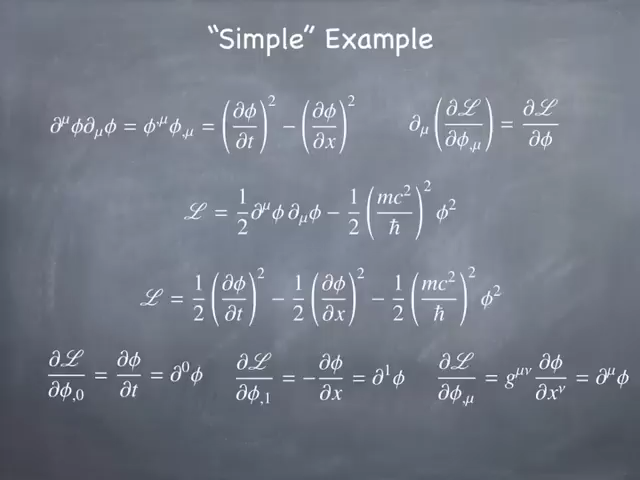 “Simple” Example
∂^μφ∂_μφ = φ^{,μ}φ_{,μ} = (∂φ/∂t)^2 − (∂φ/∂x)^2    ∂_μ(∂ℒ/∂φ_{,μ}) = ∂ℒ/∂φ
ℒ = 1/2 ∂^μφ ∂_μφ − 1/2 (mc^2/ħ)^2 φ^2
ℒ = 1/2 (∂φ/∂t)^2 − 1/2 (∂φ/∂x)^2 − 1/2 (mc^2/ħ)^2 φ^2
∂ℒ/∂φ_{,0} = ∂φ/∂t = ∂^0φ    ∂ℒ/∂φ_{,1} = −∂φ/∂x = ∂^1φ    ∂ℒ/∂φ_{,μ} = g^{μν} ∂φ/∂x^ν = ∂^μφ